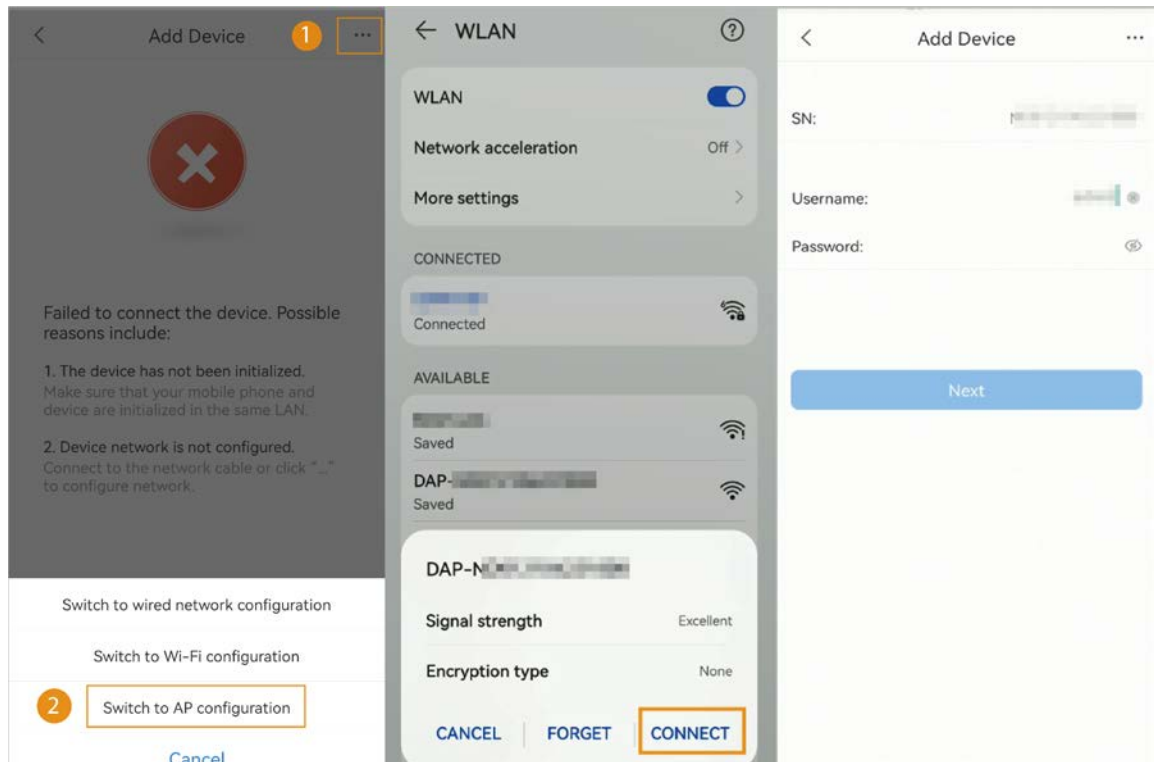 Add Device
1
...
Failed to connect the device. Possible
reasons include:
1. The device has not been initialized.
Make sure that your mobile phone and
device are initialized in the same LAN.
2. Device network is not configured.
Connect to the network cable or click "..."
to configure network.
Switch to wired network configuration
Switch to Wi-Fi configuration
2
Switch to AP configuration
Cancel
WLAN
?
WLAN
Network acceleration Off >
More settings >
CONNECTED
Connected
AVAILABLE
Saved
DAP-
Saved
DAP-N
Signal strength Excellent
Encryption type None
CANCEL FORGET CONNECT
Add Device
...
SN:
Username:
Password:
Next